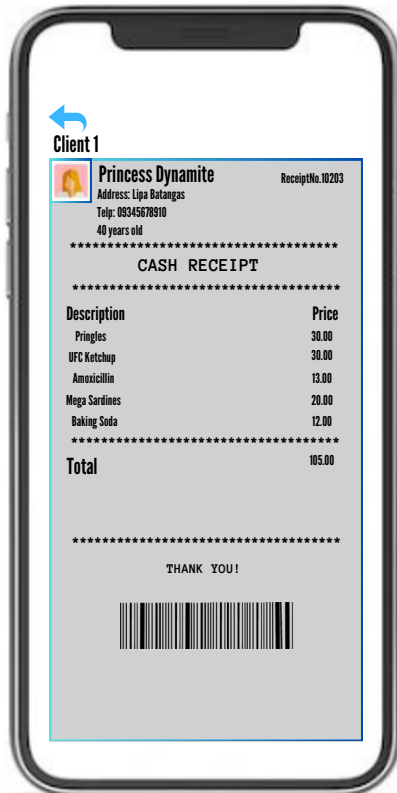 Client 1
Princess Dynamite
ReceiptNo.10203
Address: Lipa Batangas
Telp: 09345678910
40 years old
************************************
CASH RECEIPT
************************************
Description Price
Pringles 30.00
UFC Ketchup 30.00
Amoxicillin 13.00
Mega Sardines 20.00
Baking Soda 12.00
************************************
Total 105.00
************************************
THANK YOU!